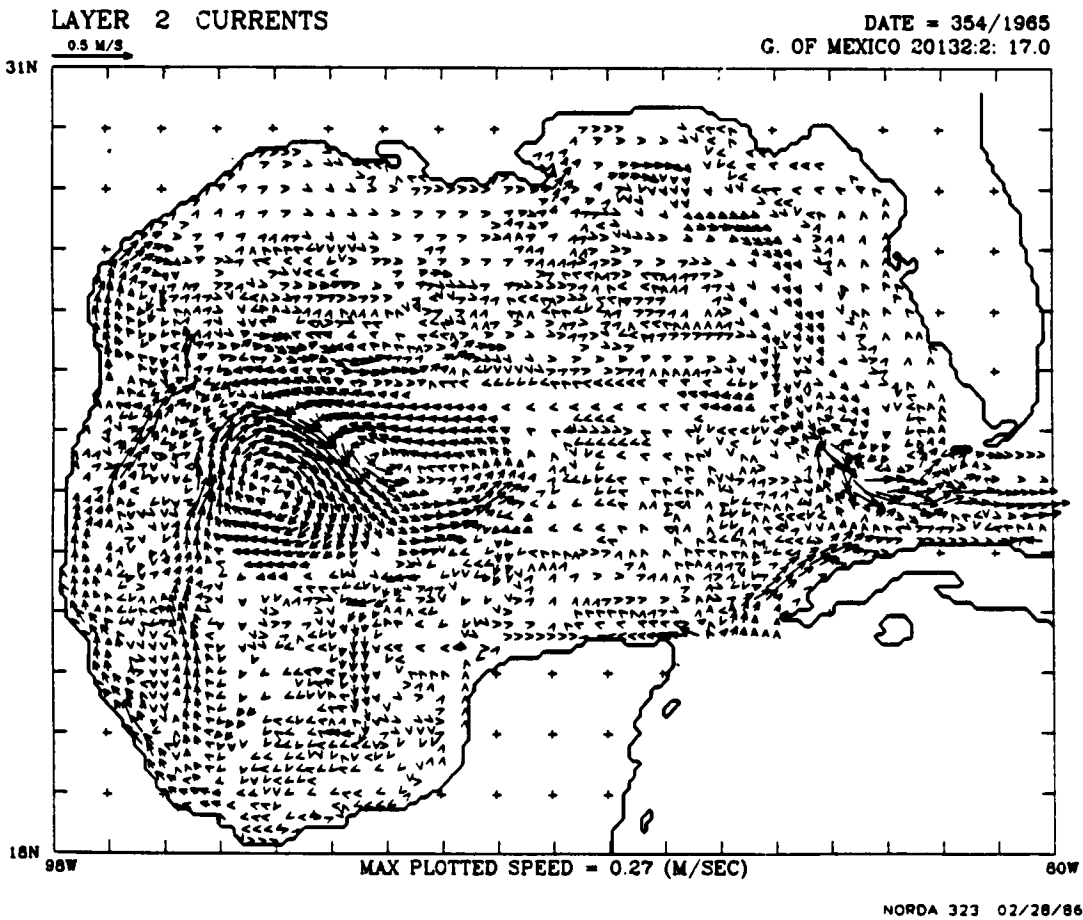 LAYER 2 CURRENTS
0.5 M/S
DATE = 354/1965
G. OF MEXICO 20132:2: 17.0
31N
18N
98W
MAX PLOTTED SPEED = 0.27 (M/SEC)
80W
NORDA 323 02/28/86